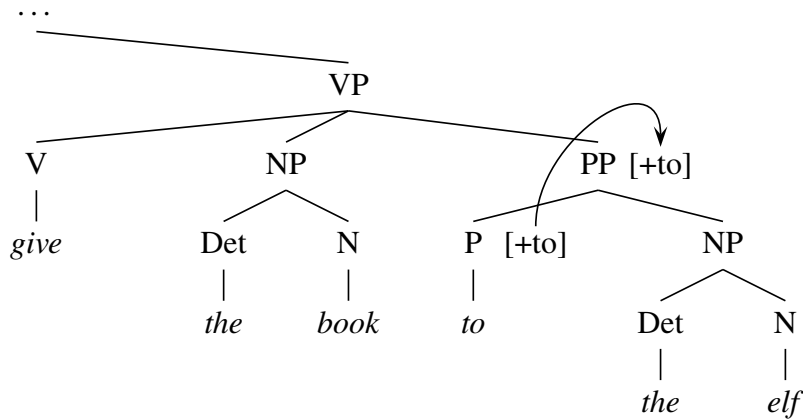 ...
VP
V NP PP [+to]
give Det N P [+to] NP
the book to Det N
the elf